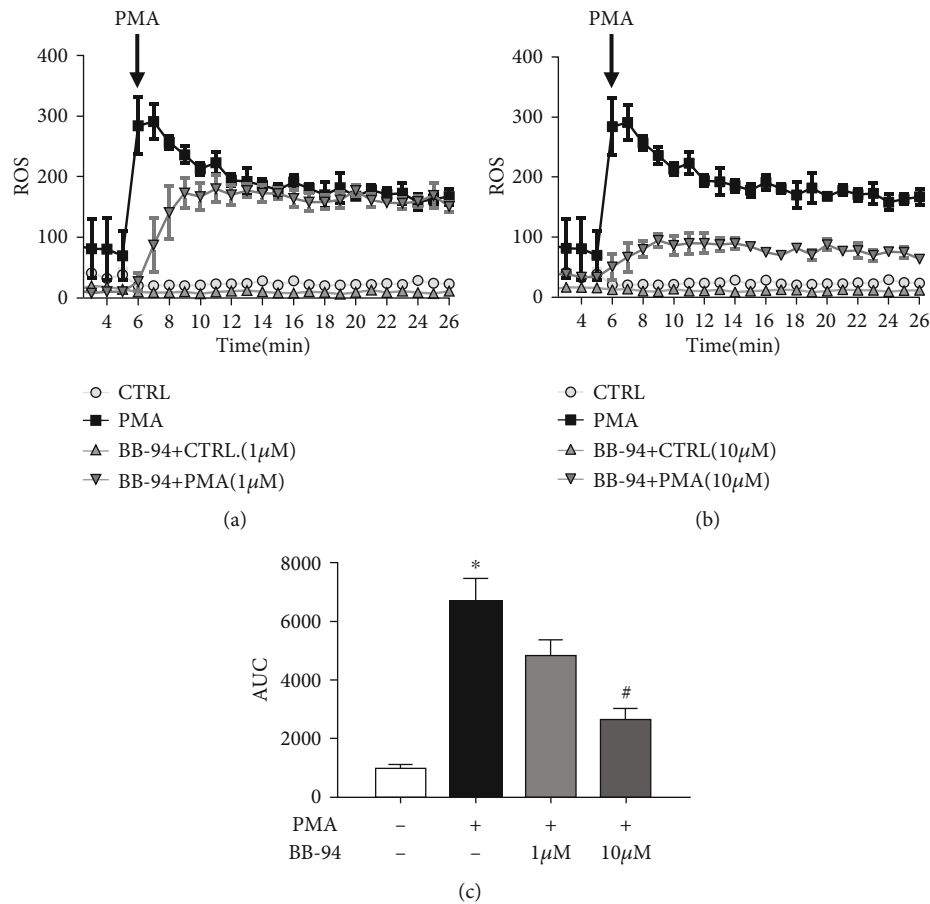 PMA
400
300
200
100
0
ROS
4 6 8 10 12 14 16 18 20 22 24 26
Time(min)
CTRL
PMA
BB-94+CTRL.(1μM)
BB-94+PMA(1μM)
(a)
PMA
400
300
200
100
0
ROS
4 6 8 10 12 14 16 18 20 22 24 26
Time(min)
CTRL
PMA
BB-94+CTRL(10μM)
BB-94+PMA(10μM)
(b)
8000
6000
4000
2000
0
AUC
*
#
PMA – + + +
BB-94 – – 1μM 10μM
(c)